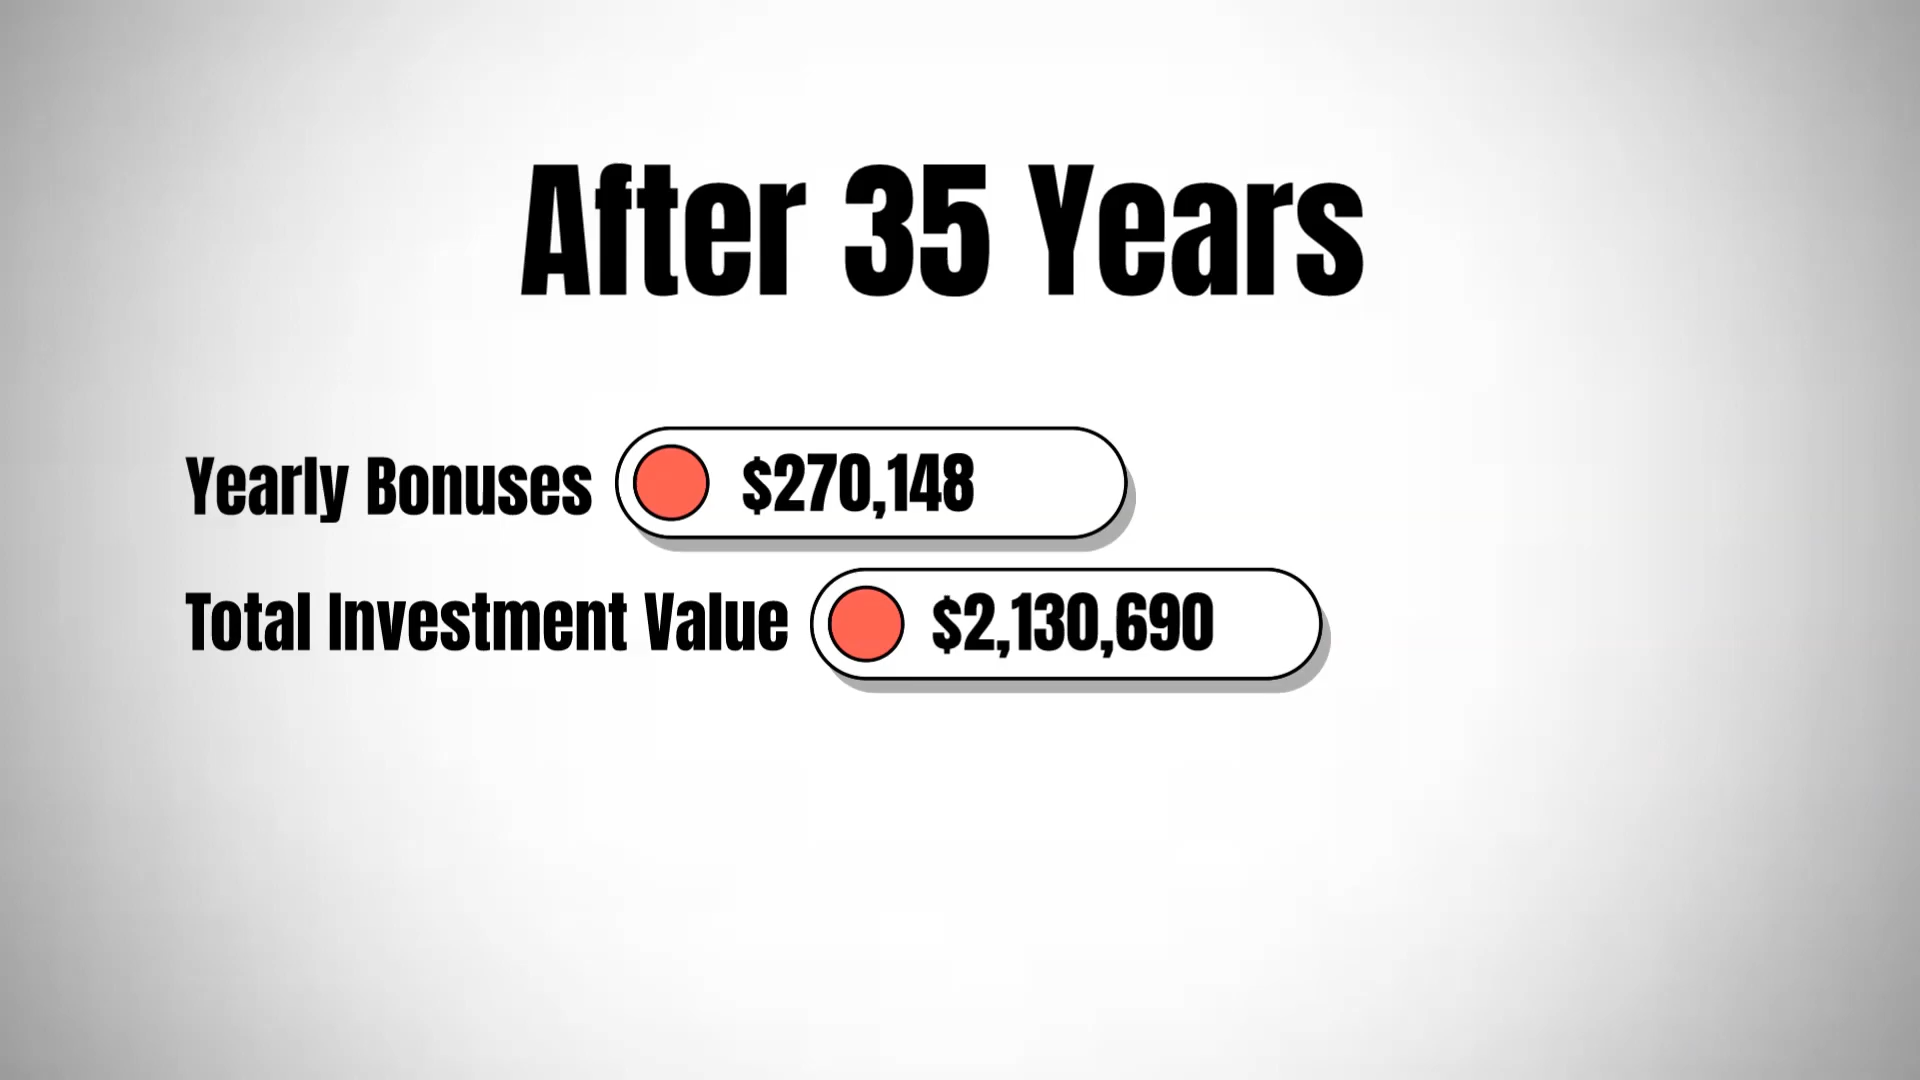 After 35 Years
Yearly Bonuses $270,148
Total Investment Value $2,130,690